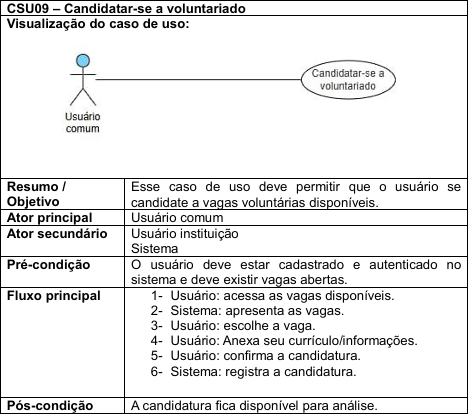 CSU09 – Candidatar-se a voluntariado
Visualização do caso de uso:
Candidatar-se a
voluntariado
Usuário
comum
Resumo /
Objetivo
Esse caso de uso deve permitir que o usuário se
candidate a vagas voluntárias disponíveis.
Ator principal
Usuário comum
Ator secundário
Usuário instituição
Sistema
Pré-condição
O usuário deve estar cadastrado e autenticado no
sistema e deve existir vagas abertas.
Fluxo principal
1- Usuário: acessa as vagas disponíveis.
2- Sistema: apresenta as vagas.
3- Usuário: escolhe a vaga.
4- Usuário: Anexa seu currículo/informações.
5- Usuário: confirma a candidatura.
6- Sistema: registra a candidatura.
Pós-condição
A candidatura fica disponível para análise.